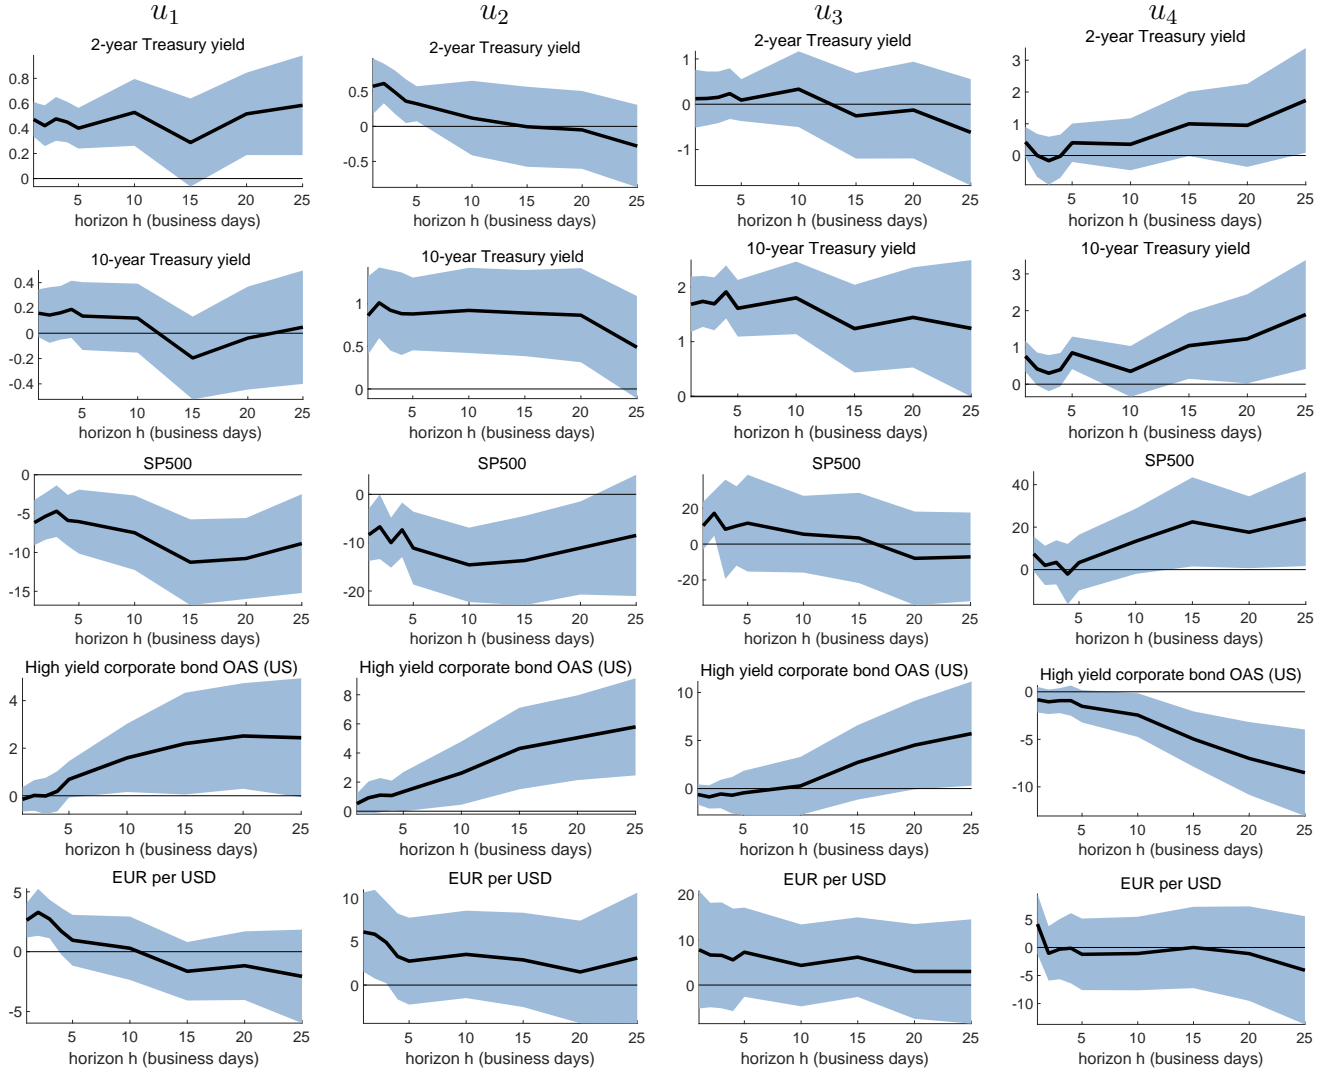 u1 u2 u3 u4
2-year Treasury yield 2-year Treasury yield 2-year Treasury yield 2-year Treasury yield
0.8 0.6 0.4 0.2 0
0.5 0 -0.5
1 0 -1
3 2 1 0
5 10 15 20 25 5 10 15 20 25 5 10 15 20 25 5 10 15 20 25
horizon h (business days) horizon h (business days) horizon h (business days) horizon h (business days)
10-year Treasury yield 10-year Treasury yield 10-year Treasury yield 10-year Treasury yield
0.4 0.2 0 -0.2 -0.4
1 0.5 0
2 1 0
3 2 1 0
5 10 15 20 25 5 10 15 20 25 5 10 15 20 25 5 10 15 20 25
horizon h (business days) horizon h (business days) horizon h (business days) horizon h (business days)
SP500 SP500 SP500 SP500
0 -5 -10 -15
0 -10 -20
20 0 -20
40 20 0
5 10 15 20 25 5 10 15 20 25 5 10 15 20 25 5 10 15 20 25
horizon h (business days) horizon h (business days) horizon h (business days) horizon h (business days)
High yield corporate bond OAS (US) High yield corporate bond OAS (US) High yield corporate bond OAS (US) High yield corporate bond OAS (US)
4 2 0
8 6 4 2 0
10 5 0
0 -5 -10
5 10 15 20 25 5 10 15 20 25 5 10 15 20 25 5 10 15 20 25
horizon h (business days) horizon h (business days) horizon h (business days) horizon h (business days)
EUR per USD EUR per USD EUR per USD EUR per USD
5 0 -5
10 5 0
20 10 0
5 0 -5 -10
5 10 15 20 25 5 10 15 20 25 5 10 15 20 25 5 10 15 20 25
horizon h (business days) horizon h (business days) horizon h (business days) horizon h (business days)